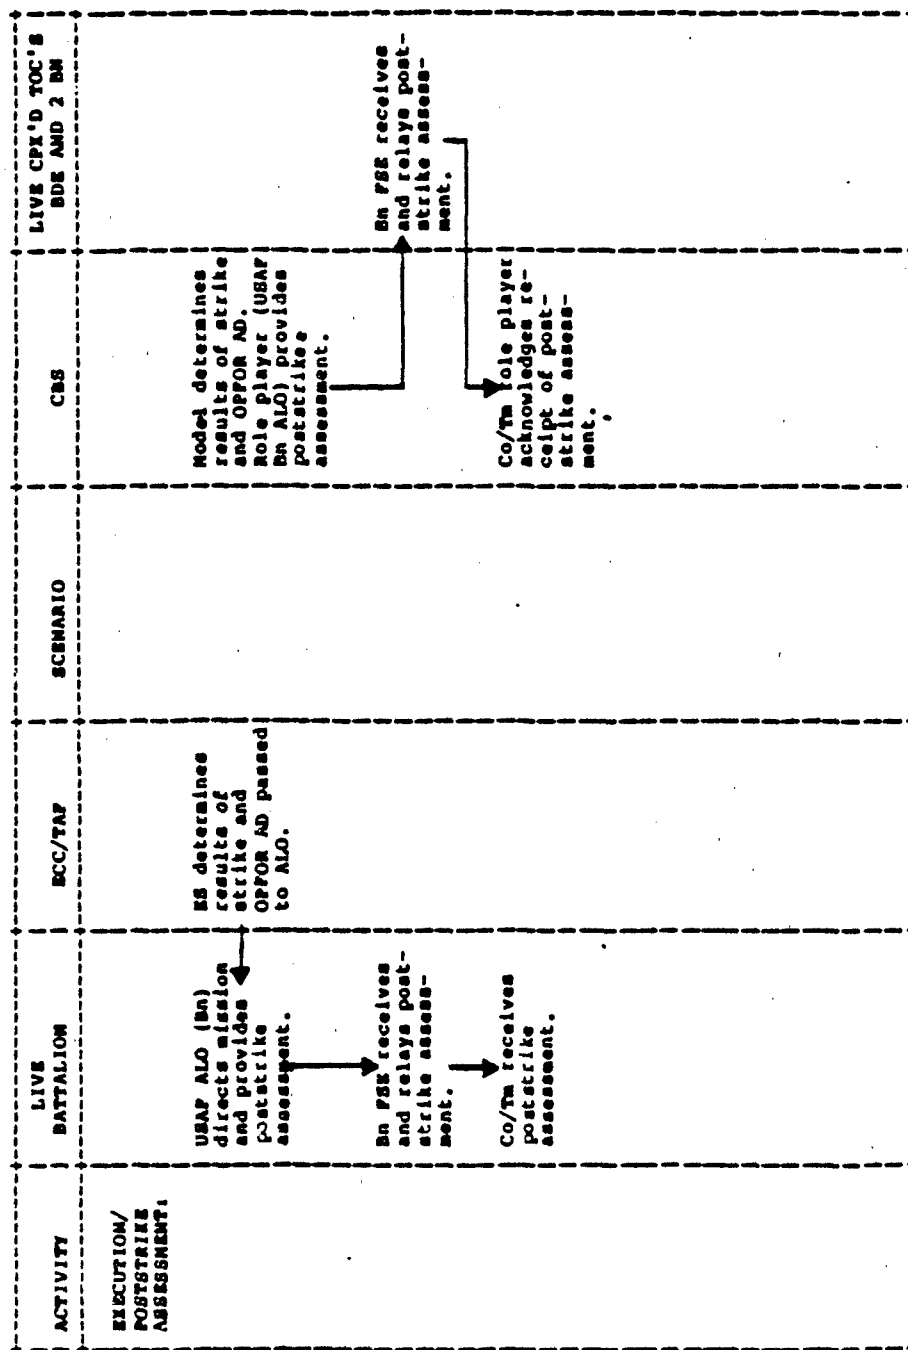 ACTIVITY
LIVE
BATTALION
ECC/TAF
SCENARIO
CBS
LIVE CPX'D TOC'S
BDE AND 2 BN
EXECUTION/
POSTSTRIKE
ASSESSMENT:
USAF ALO (Bn)
directs mission
and provides
poststrike
assessment.
ES determines
results of
strike and
OPFOR AD passed
to ALO.
Model determines
results of strike
and OPFOR AD.
Role player (USAF
Bn ALO) provides
poststrike
assessment.
Bn FSE receives
and relays post-
strike assess-
ment.
Bn FSE receives
and relays post-
strike assess-
ment.
Co/Tm receives
poststrike
assessment.
Co/Tm role player
acknowledges re-
ceipt of post-
strike assess-
ment.